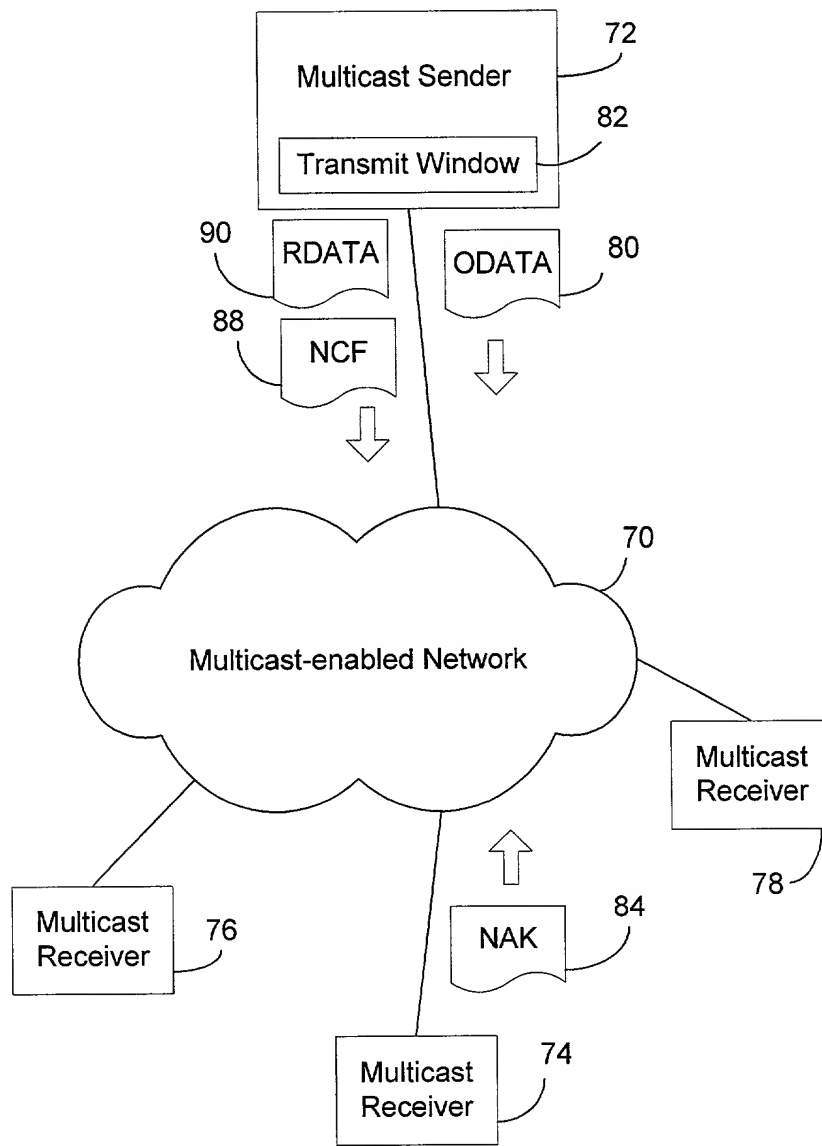 72
Multicast Sender
82
Transmit Window
90
RDATA
ODATA
80
88
NCF
70
Multicast-enabled Network
Multicast
Receiver
78
Multicast
Receiver
76
NAK
84
Multicast
Receiver
74